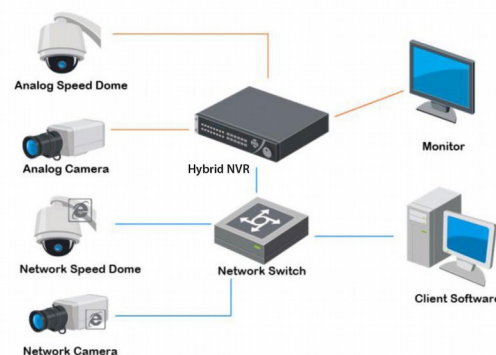 Analog Speed Dome
Monitor
Analog Camera
Hybrid NVR
Network Speed Dome
Network Switch
Client Software
Network Camera